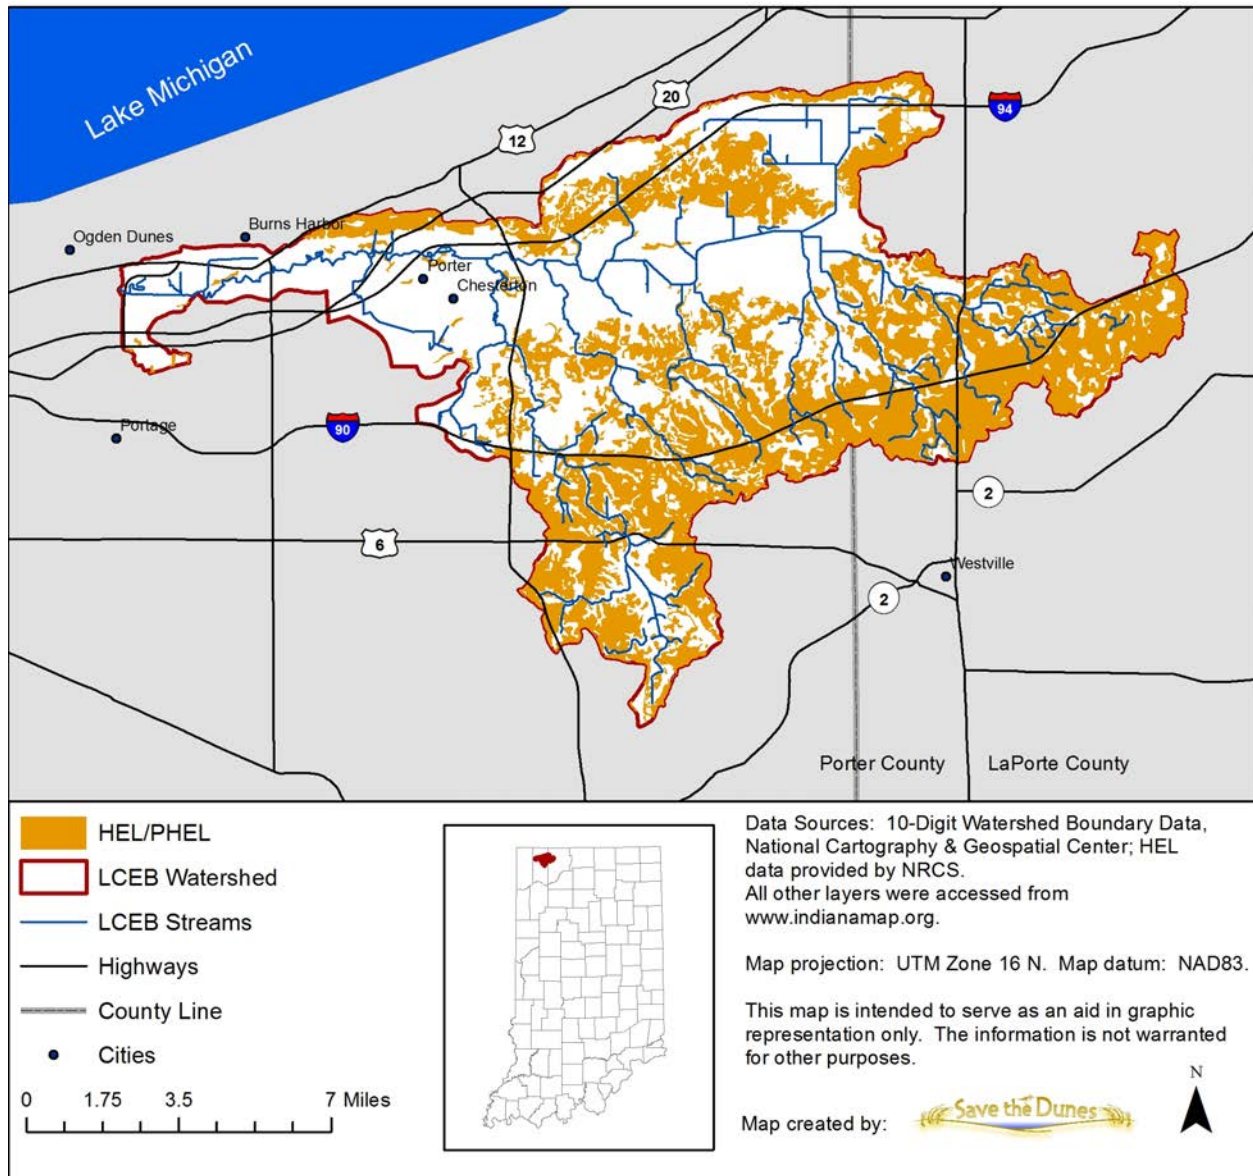 Lake Michigan
20
94
12
Burns Harbor
Ogden Dunes
Porter
Chesterton
Portage
90
2
6
Westville
2
Porter County
LaPorte County
HEL/PHEL
LCEB Watershed
LCEB Streams
Highways
County Line
Cities
0 1.75 3.5 7 Miles
Data Sources: 10-Digit Watershed Boundary Data,
National Cartography & Geospatial Center; HEL
data provided by NRCS.
All other layers were accessed from
www.indianamap.org.
Map projection: UTM Zone 16 N. Map datum: NAD83.
This map is intended to serve as an aid in graphic
representation only. The information is not warranted
for other purposes.
Map created by:
Save the Dunes
N